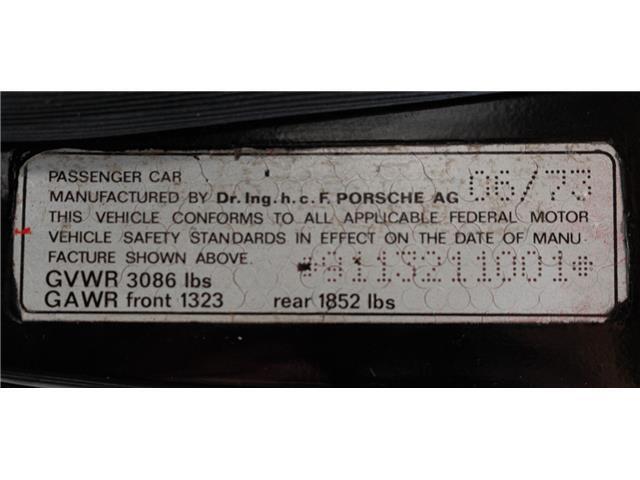 PASSENGER CAR 06/75
MANUFACTURED BY Dr. Ing. h. c. F. PORSCHE AG
THIS VEHICLE CONFORMS TO ALL APPLICABLE FEDERAL MOTOR
VEHICLE SAFETY STANDARDS IN EFFECT ON THE DATE OF MANU-
FACTURE SHOWN ABOVE. *9115211001*
GVWR 3086 lbs
GAWR front 1323 rear 1852 lbs